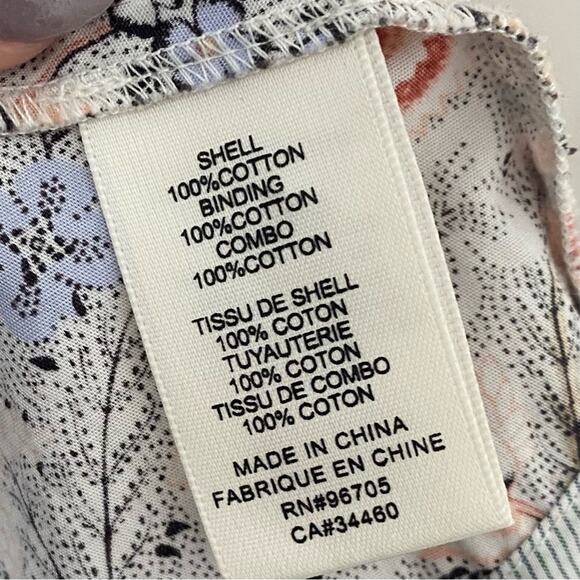 SHELL
100%COTTON
BINDING
100%COTTON
COMBO
100%COTTON
TISSU DE SHELL
100% COTON
TUYAUTERIE
100% COTON
TISSU DE COMBO
100% COTON
MADE IN CHINA
FABRIQUE EN CHINE
RN#96705
CA#34460